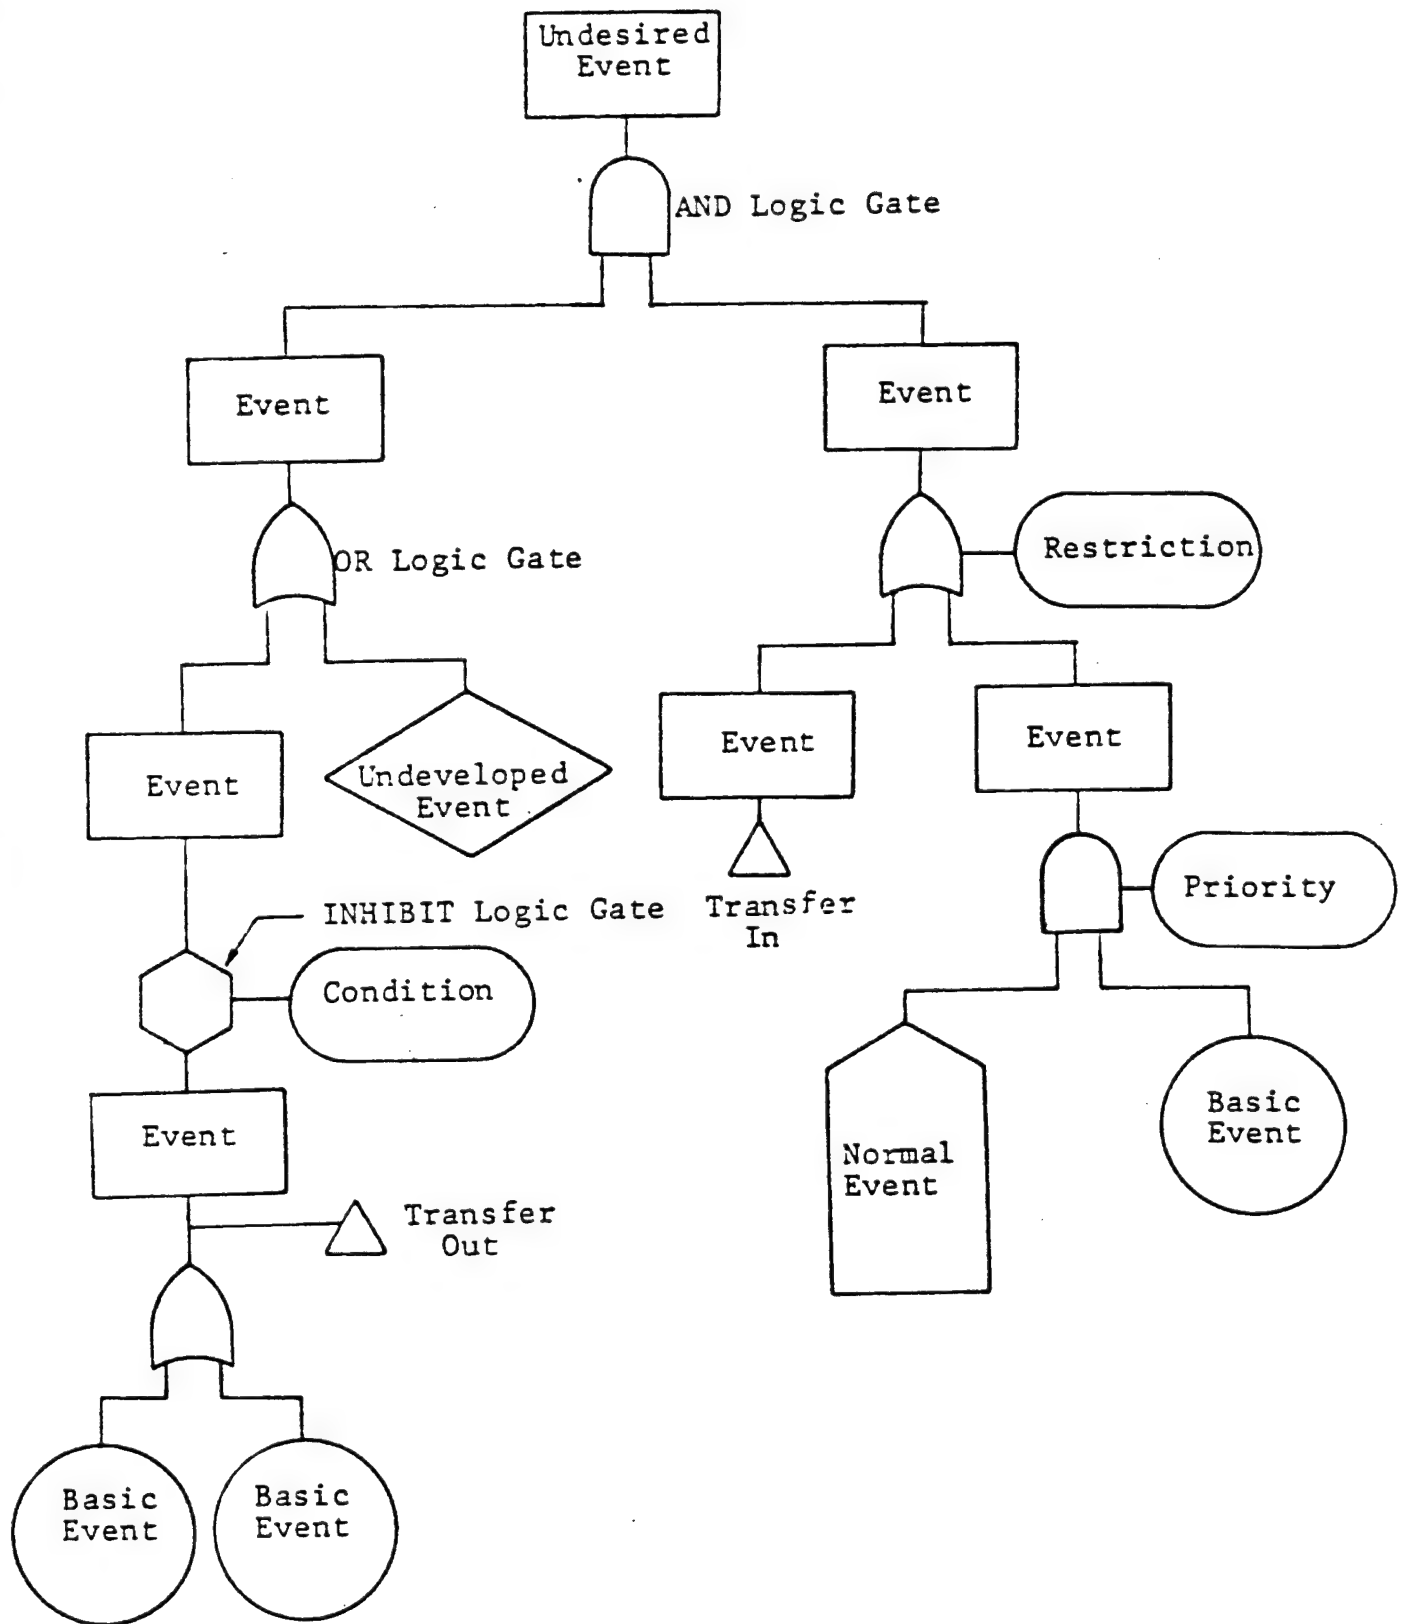 Undesired
Event
AND Logic Gate
Event
Event
OR Logic Gate
Restriction
Event
Undeveloped
Event
Event
Event
INHIBIT Logic Gate
Transfer
In
Priority
Condition
Event
Normal
Event
Basic
Event
Transfer
Out
Basic
Event
Basic
Event